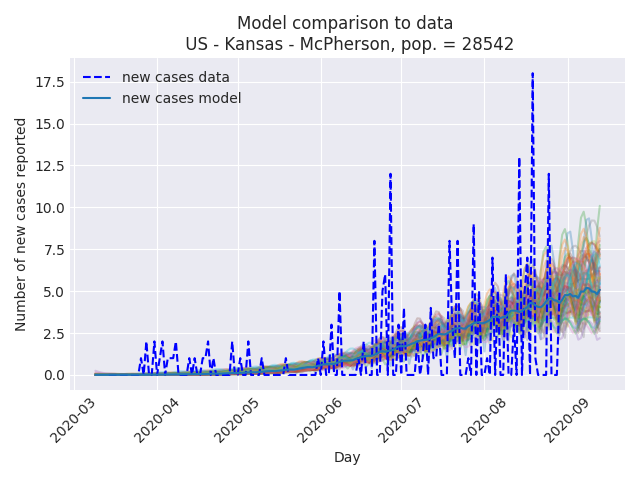 Model comparison to data
US - Kansas - McPherson, pop. = 28542
new cases data
new cases model
Number of new cases reported
17.5
15.0
12.5
10.0
7.5
5.0
2.5
0.0
2020-03
2020-04
2020-05
2020-06
2020-07
2020-08
2020-09
Day